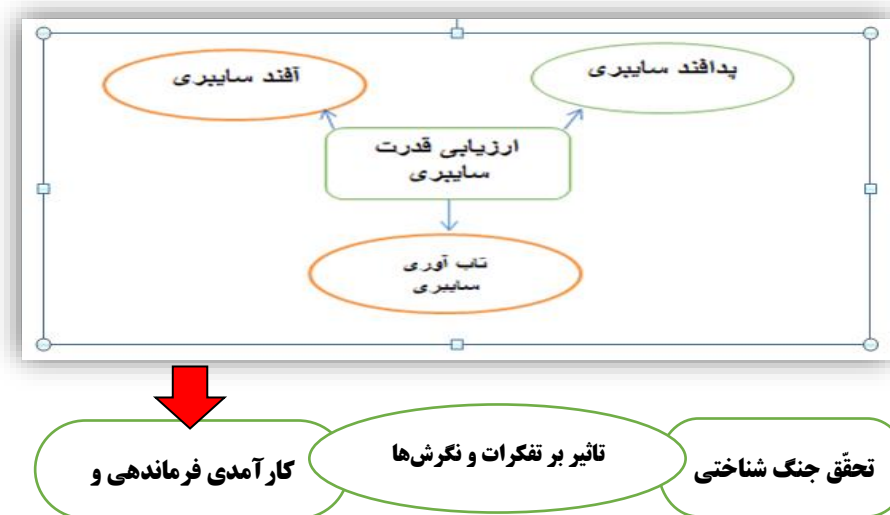 پدافند سایبری
آفند سایبری
ارزیابی قدرت
سایبری
تاب آوری
سایبری
تحقّق جنگ شناختی
تاثیر بر تفکرات و نگرش‌ها
کارآمدی فرماندهی و